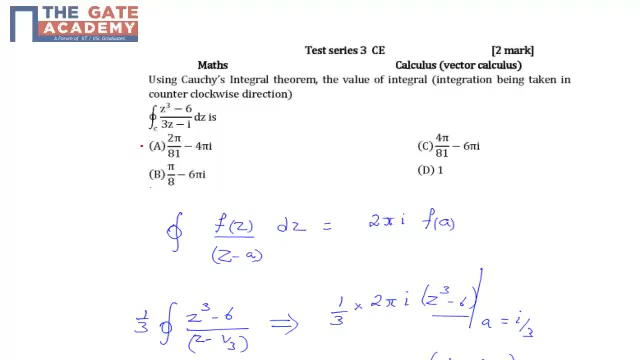 THE GATE
ACADEMY
A Forum of IIT / IISc Graduates
Test series 3 CE [2 mark]
Maths Calculus (vector calculus)
Using Cauchy's Integral theorem, the value of integral (integration being taken in
counter clockwise direction)
∮c (z³ − 6)/(3z − i) dz is
(A) 2π/81 − 4πi (C) 4π/81 − 6πi
(B) π/8 − 6πi (D) 1
∮ f(z)/(z − a) dz = 2πi f(a)
1/3 ∮ (z³ − 6)/(z − i/3) ⇒ 1/3 × 2πi (z³ − 6)| a = i/3